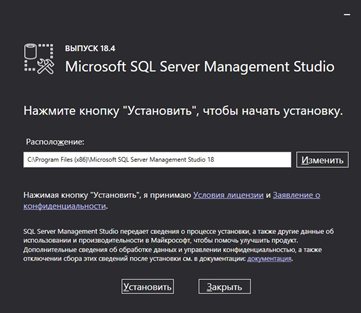 ВЫПУСК 18.4
Microsoft SQL Server Management Studio
Нажмите кнопку "Установить", чтобы начать установку.
Расположение:
C:\Program Files (x86)\Microsoft SQL Server Management Studio 18
Изменить
Нажимая кнопку "Установить", я принимаю Условия лицензии и Заявление о
конфиденциальности.
SQL Server Management Studio передает сведения о процессе установки, а также другие данные об
использовании и производительности в Майкрософт, чтобы помочь улучшить продукт.
Дополнительные сведения об обработке данных и управлении конфиденциальностью, а также
отключении сбора этих сведений после установки см. в документации: документация.
Установить
Закрыть